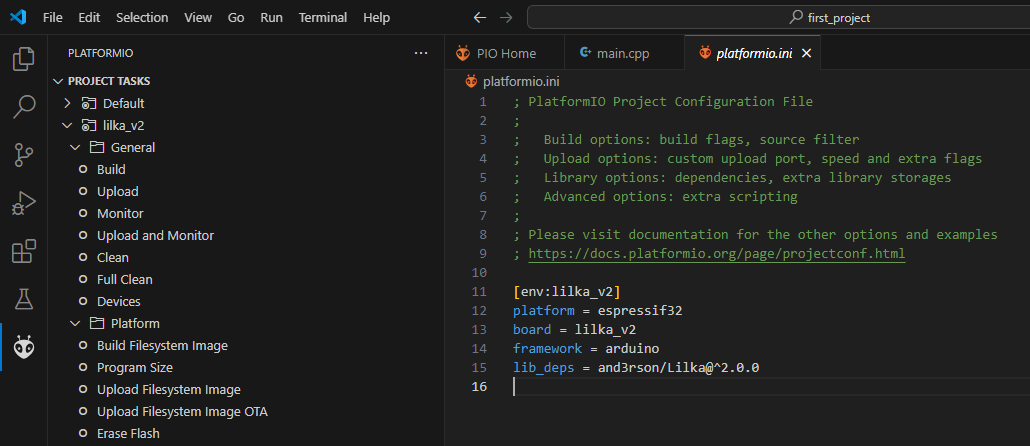 File Edit Selection View Go Run Terminal Help
first_project
PLATFORMIO
PROJECT TASKS
Default
lilka_v2
General
Build
Upload
Monitor
Upload and Monitor
Clean
Full Clean
Devices
Platform
Build Filesystem Image
Program Size
Upload Filesystem Image
Upload Filesystem Image OTA
Erase Flash
PIO Home main.cpp platformio.ini
platformio.ini
1 ; PlatformIO Project Configuration File
2 ;
3 ;   Build options: build flags, source filter
4 ;   Upload options: custom upload port, speed and extra flags
5 ;   Library options: dependencies, extra library storages
6 ;   Advanced options: extra scripting
7 ;
8 ; Please visit documentation for the other options and examples
9 ; https://docs.platformio.org/page/projectconf.html
10
11 [env:lilka_v2]
12 platform = espressif32
13 board = lilka_v2
14 framework = arduino
15 lib_deps = and3rson/Lilka@^2.0.0
16